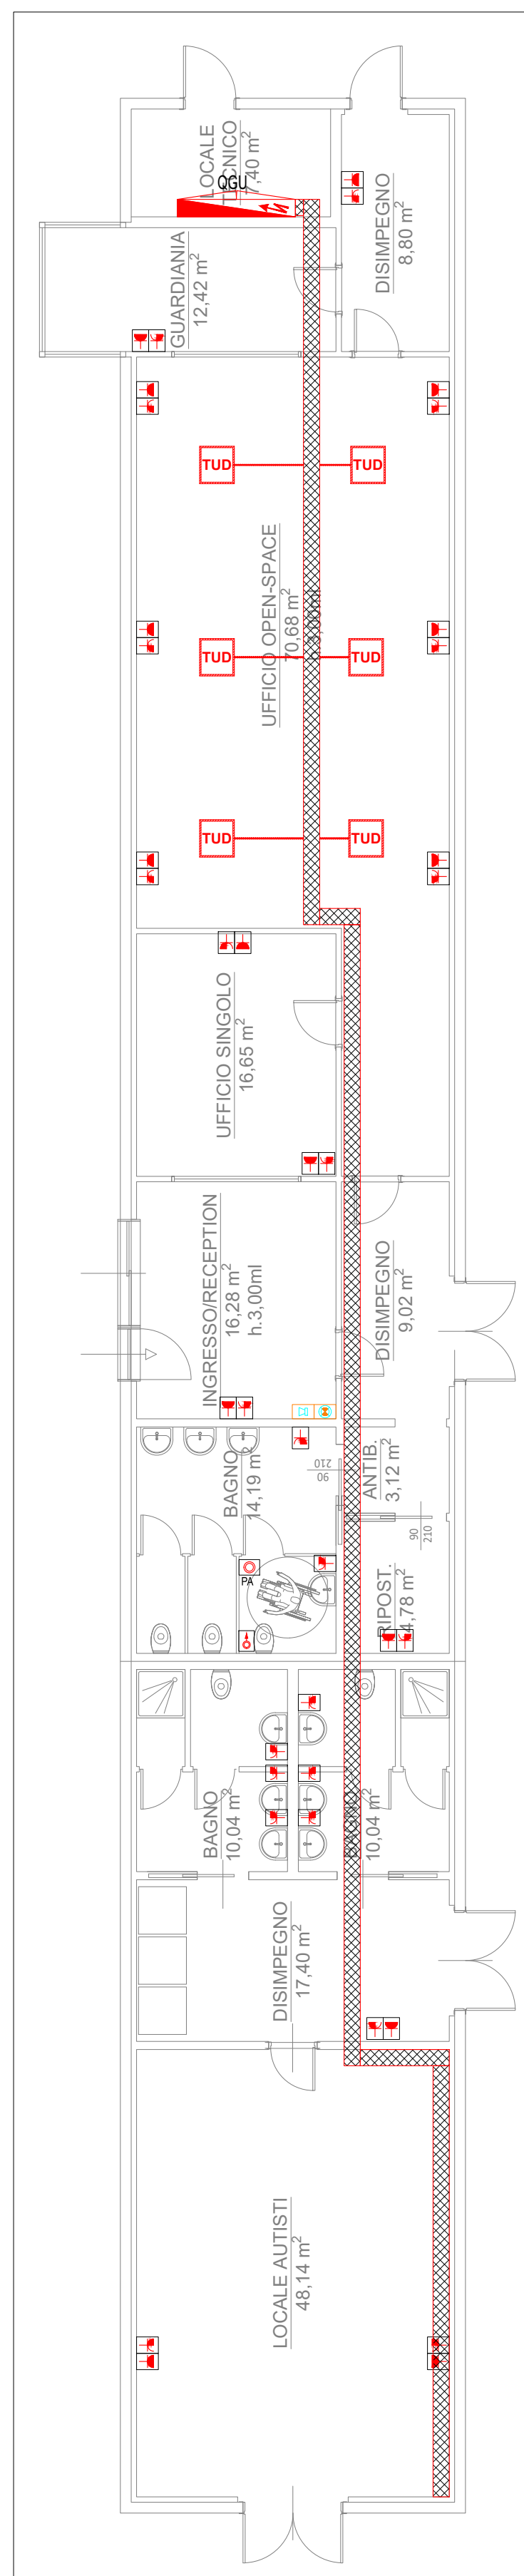 LOCALE
TECNICO
7,40 m²
QGU
DISIMPEGNO
8,80 m²
GUARDIANIA
12,42 m²
TUD
TUD
UFFICIO OPEN-SPACE
70,68 m²
h.3,00ml
TUD
TUD
TUD
TUD
UFFICIO SINGOLO
16,65 m²
INGRESSO/RECEPTION
16,28 m²
h.3,00ml
DISIMPEGNO
9,02 m²
BAGNO
14,19 m²
90
210
ANTIB.
3,12 m²
90
210
PA
RIPOST.
4,78 m²
BAGNO
10,04 m²
BAGNO
10,04 m²
DISIMPEGNO
17,40 m²
LOCALE AUTISTI
48,14 m²